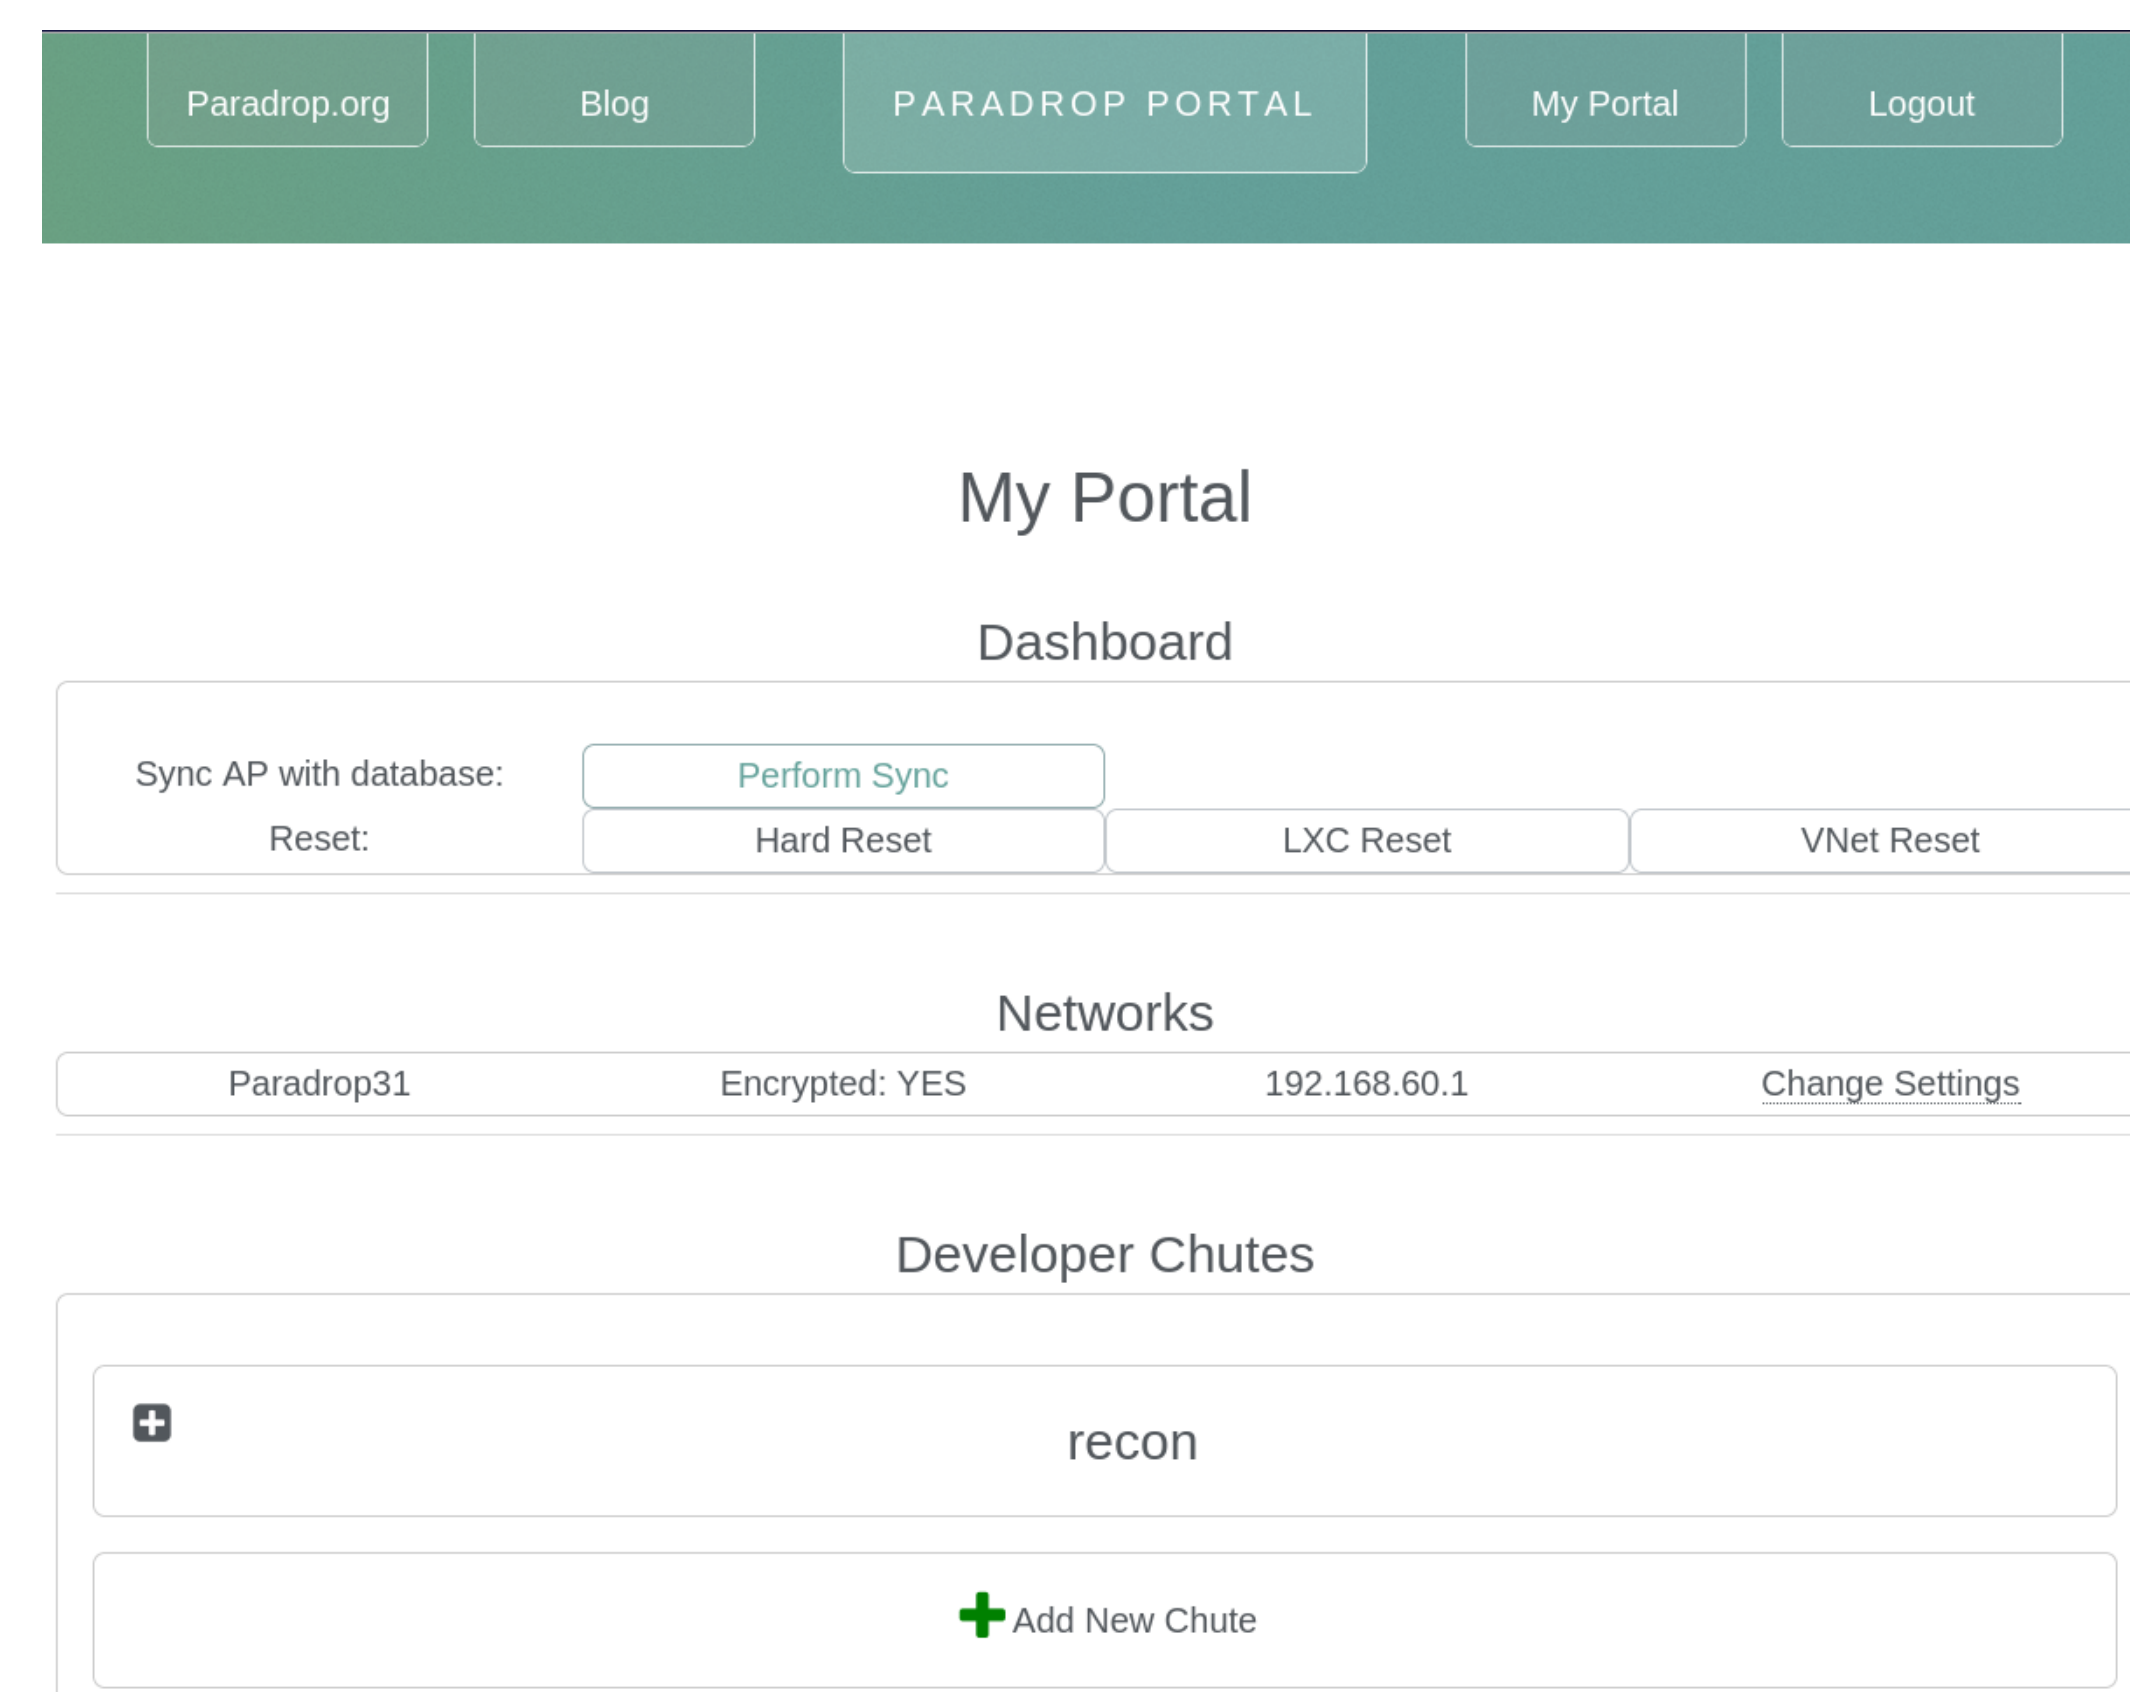 Paradrop.org Blog PARADROP PORTAL My Portal Logout
My Portal
Dashboard
Sync AP with database: Perform Sync
Reset: Hard Reset LXC Reset VNet Reset
Networks
Paradrop31 Encrypted: YES 192.168.60.1 Change Settings
Developer Chutes
recon
Add New Chute